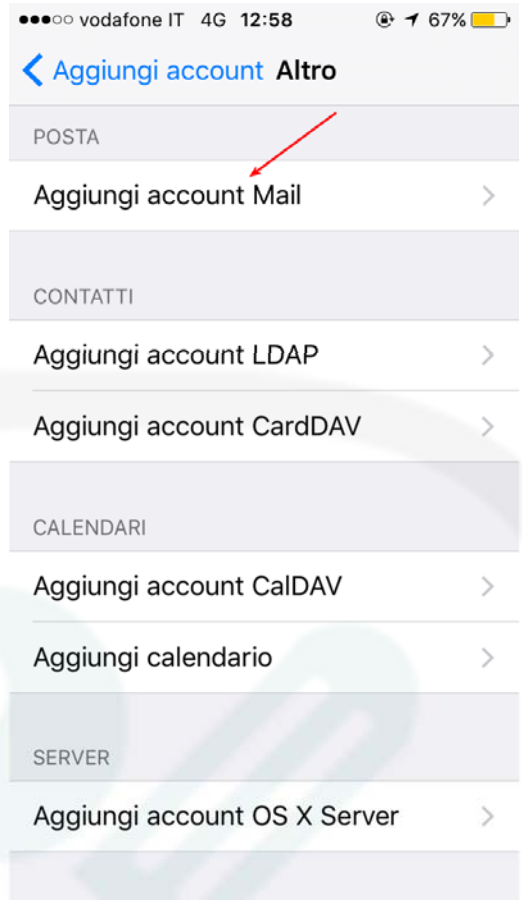 vodafone IT 4G 12:58 67%
Aggiungi account Altro
POSTA
Aggiungi account Mail
CONTATTI
Aggiungi account LDAP
Aggiungi account CardDAV
CALENDARI
Aggiungi account CalDAV
Aggiungi calendario
SERVER
Aggiungi account OS X Server